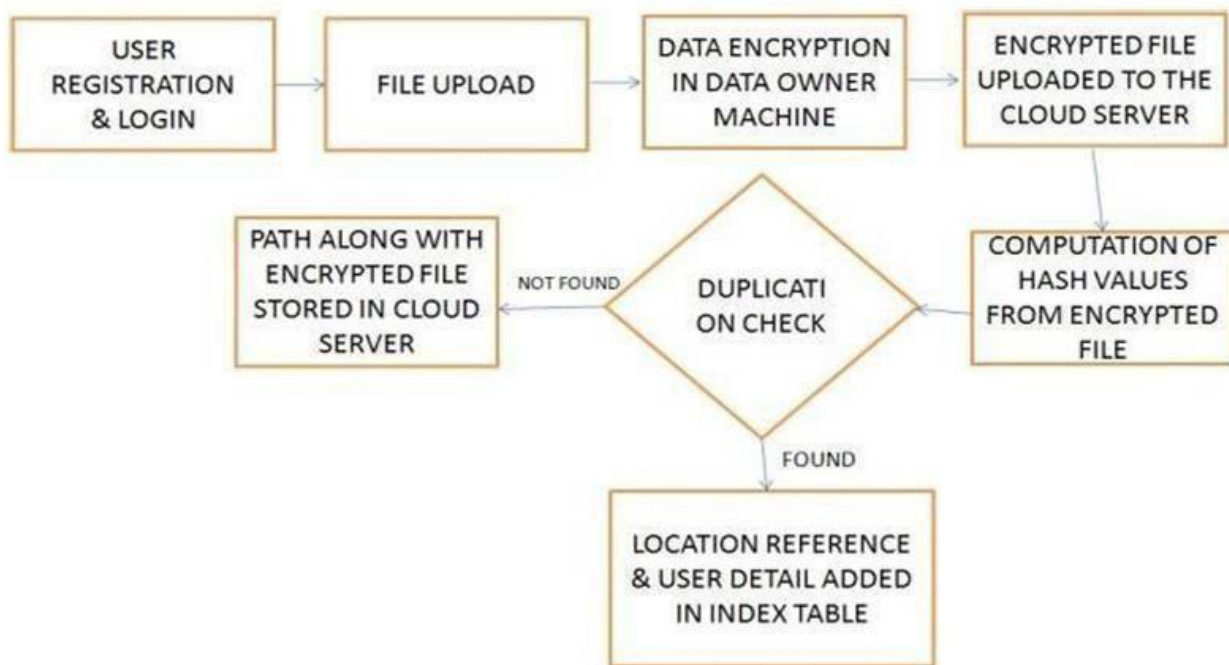 USER
REGISTRATION
& LOGIN
FILE UPLOAD
DATA ENCRYPTION
IN DATA OWNER
MACHINE
ENCRYPTED FILE
UPLOADED TO THE
CLOUD SERVER
COMPUTATION OF
HASH VALUES
FROM ENCRYPTED
FILE
DUPLICATI
ON CHECK
NOT FOUND
PATH ALONG WITH
ENCRYPTED FILE
STORED IN CLOUD
SERVER
FOUND
LOCATION REFERENCE
& USER DETAIL ADDED
IN INDEX TABLE